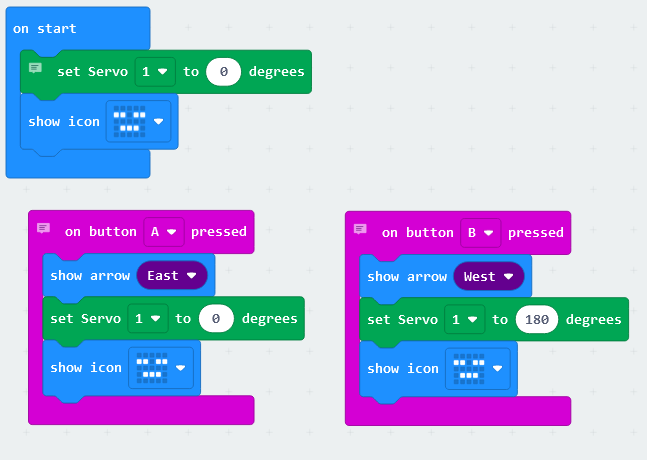 on start
set Servo 1 to 0 degrees
show icon
on button A pressed
show arrow East
set Servo 1 to 0 degrees
show icon
on button B pressed
show arrow West
set Servo 1 to 180 degrees
show icon